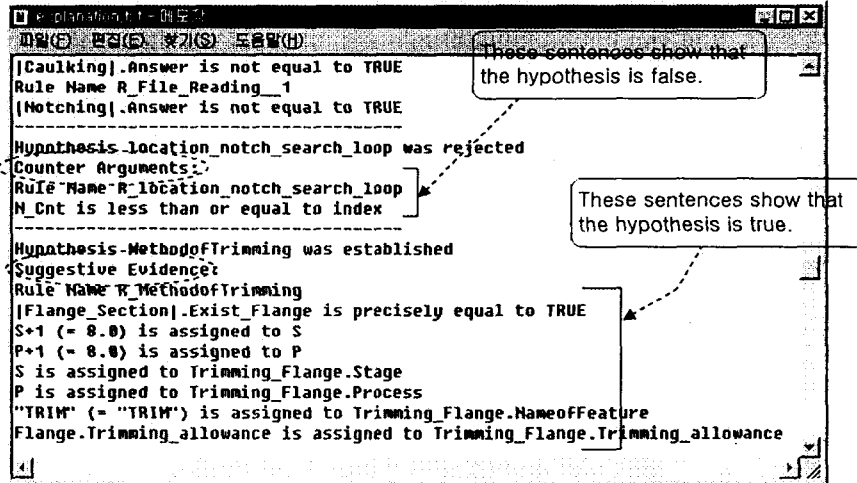 explanation.txt - 메모장
파일(F) 편집(E) 찾기(S) 도움말(H)
|Caulking|.Answer is not equal to TRUE
Rule Name R_File_Reading__1
|Notching|.Answer is not equal to TRUE
----------------------------------------
Hypothesis location_notch_search_loop was rejected
Counter Arguments:
Rule Name R_location_notch_search_loop
N_Cnt is less than or equal to index
----------------------------------------
Hypothesis MethodofTrimming was established
Suggestive Evidence:
Rule Name R_MethodofTrimming
|Flange_Section|.Exist_Flange is precisely equal to TRUE
S+1 (= 8.0) is assigned to S
P+1 (= 8.0) is assigned to P
S is assigned to Trimming_Flange.Stage
P is assigned to Trimming_Flange.Process
"TRIM" (= "TRIM") is assigned to Trimming_Flange.NameofFeature
Flange.Trimming_allowance is assigned to Trimming_Flange.Trimming_allowance
These sentences show that
the hypothesis is false.
These sentences show that
the hypothesis is true.